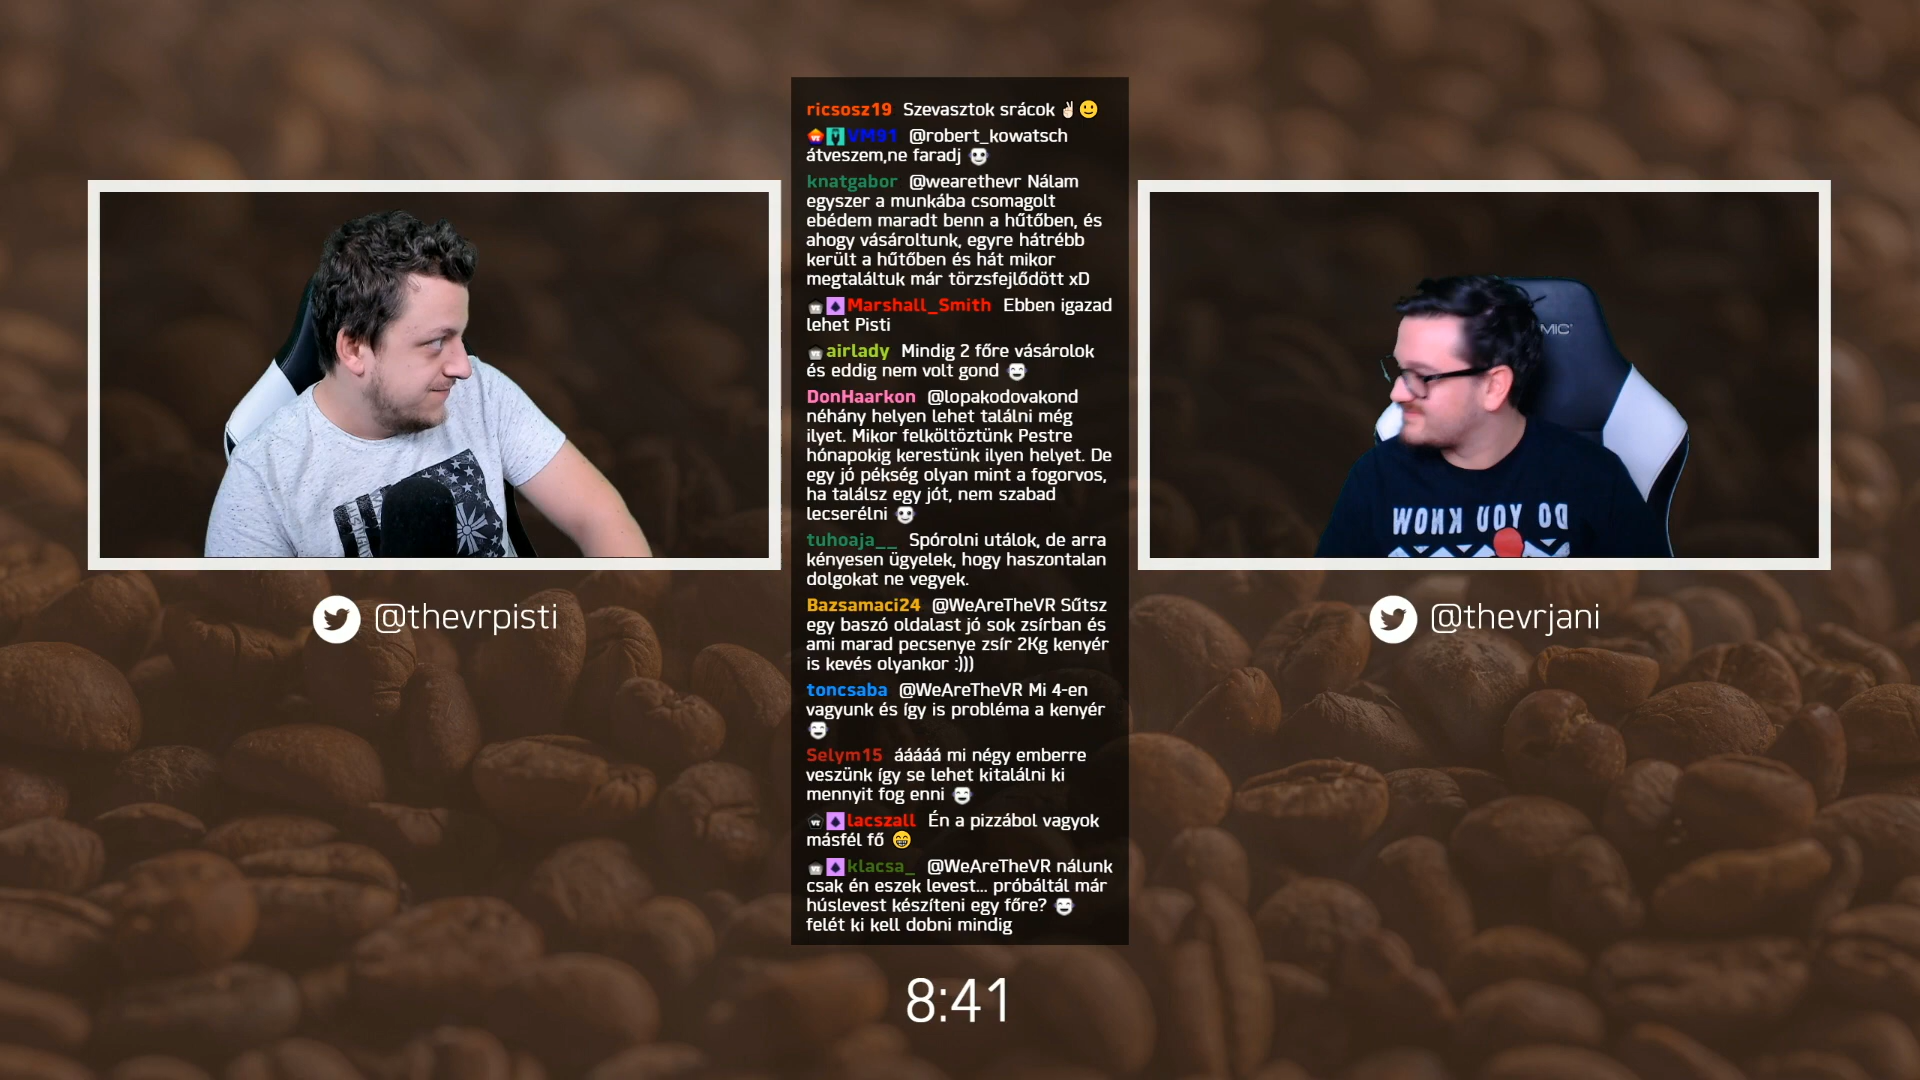 ricsosz19 Szevasztok srácok ✌🏻🙂
VM91 @robert_kowatsch
átveszem,ne faradj
knatgabor @wearethevr Nálam
egyszer a munkába csomagolt
ebédem maradt benn a hűtőben, és
ahogy vásároltunk, egyre hátrébb
került a hűtőben és hát mikor
megtaláltuk már törzsfejlődött xD
Marshall_Smith Ebben igazad
lehet Pisti
airlady Mindig 2 főre vásárolok
és eddig nem volt gond
DonHaarkon @lopakodovakond
néhány helyen lehet találni még
ilyet. Mikor felköltöztünk Pestre
hónapokig kerestünk ilyen helyet. De
egy jó pékség olyan mint a fogorvos,
ha találsz egy jót, nem szabad
lecserélni
tuhoaja__ Spórolni utálok, de arra
kényesen ügyelek, hogy haszontalan
dolgokat ne vegyek.
Bazsamaci24 @WeAreTheVR Sűtsz
egy baszó oldalast jó sok zsírban és
ami marad pecsenye zsír 2Kg kenyér
is kevés olyankor :)))
toncsaba @WeAreTheVR Mi 4-en
vagyunk és így is probléma a kenyér
Selym15 ááááá mi négy emberre
veszünk így se lehet kitalálni ki
mennyit fog enni
lacszall Én a pizzábol vagyok
másfél fő 😁
klacsa_ @WeAreTheVR nálunk
csak én eszek levest... próbáltál már
húslevest készíteni egy főre?
felét ki kell dobni mindig
MIC
DO YOU KNOW
@thevrpisti
@thevrjani
8:41